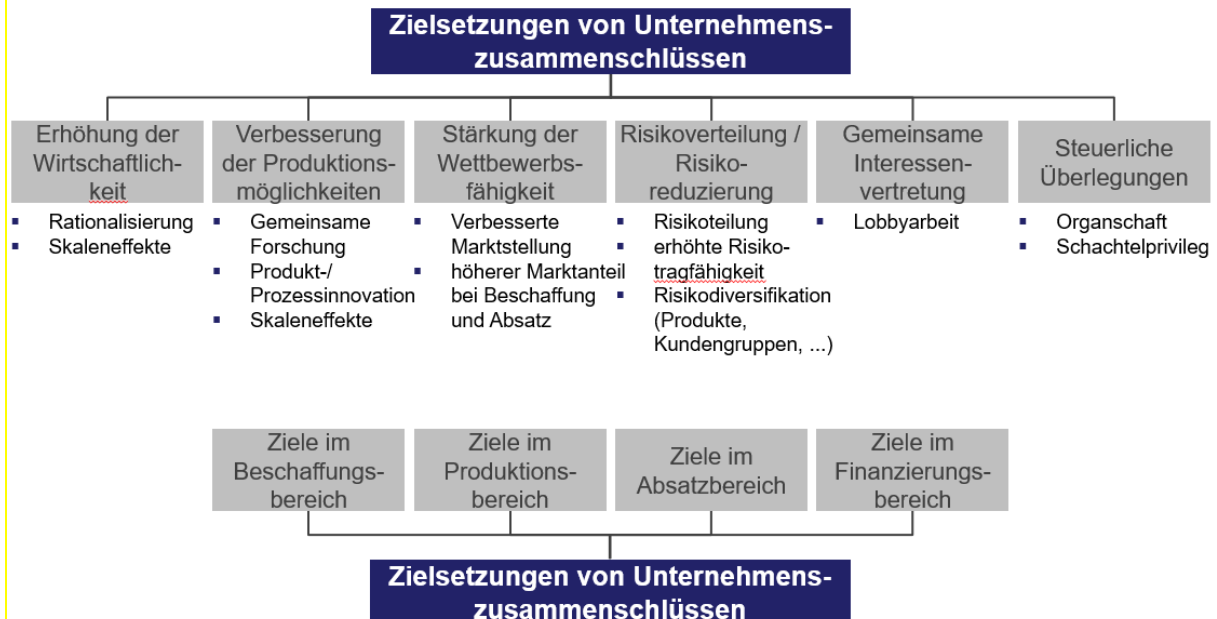 Zielsetzungen von Unternehmens-
zusammenschlüssen
Erhöhung der
Wirtschaftlich-
keit
Rationalisierung
Skaleneffekte
Verbesserung
der Produktions-
möglichkeiten
Gemeinsame
Forschung
Produkt-/
Prozessinnovation
Skaleneffekte
Stärkung der
Wettbewerbs-
fähigkeit
Verbesserte
Marktstellung
höherer Marktanteil
bei Beschaffung
und Absatz
Risikoverteilung /
Risiko-
reduzierung
Risikoteilung
erhöhte Risiko-
tragfähigkeit
Risikodiversifikation
(Produkte,
Kundengruppen, ...)
Gemeinsame
Interessen-
vertretung
Lobbyarbeit
Steuerliche
Überlegungen
Organschaft
Schachtelprivileg
Ziele im
Beschaffungs-
bereich
Ziele im
Produktions-
bereich
Ziele im
Absatzbereich
Ziele im
Finanzierungs-
bereich
Zielsetzungen von Unternehmens-
zusammenschlüssen